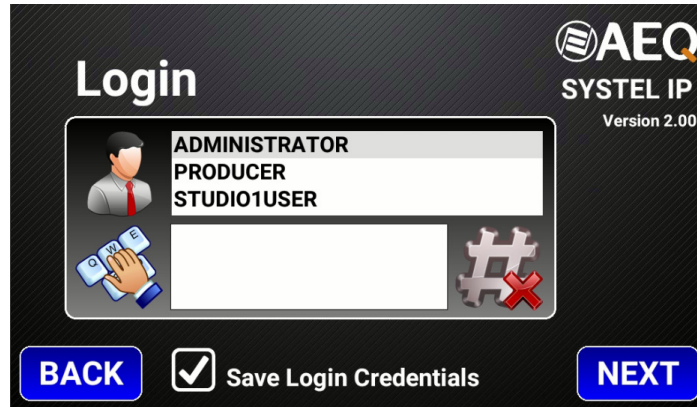 Login
AEQ
SYSTEL IP
Version 2.00
ADMINISTRATOR
PRODUCER
STUDIO1USER
Q W E
BACK
Save Login Credentials
NEXT